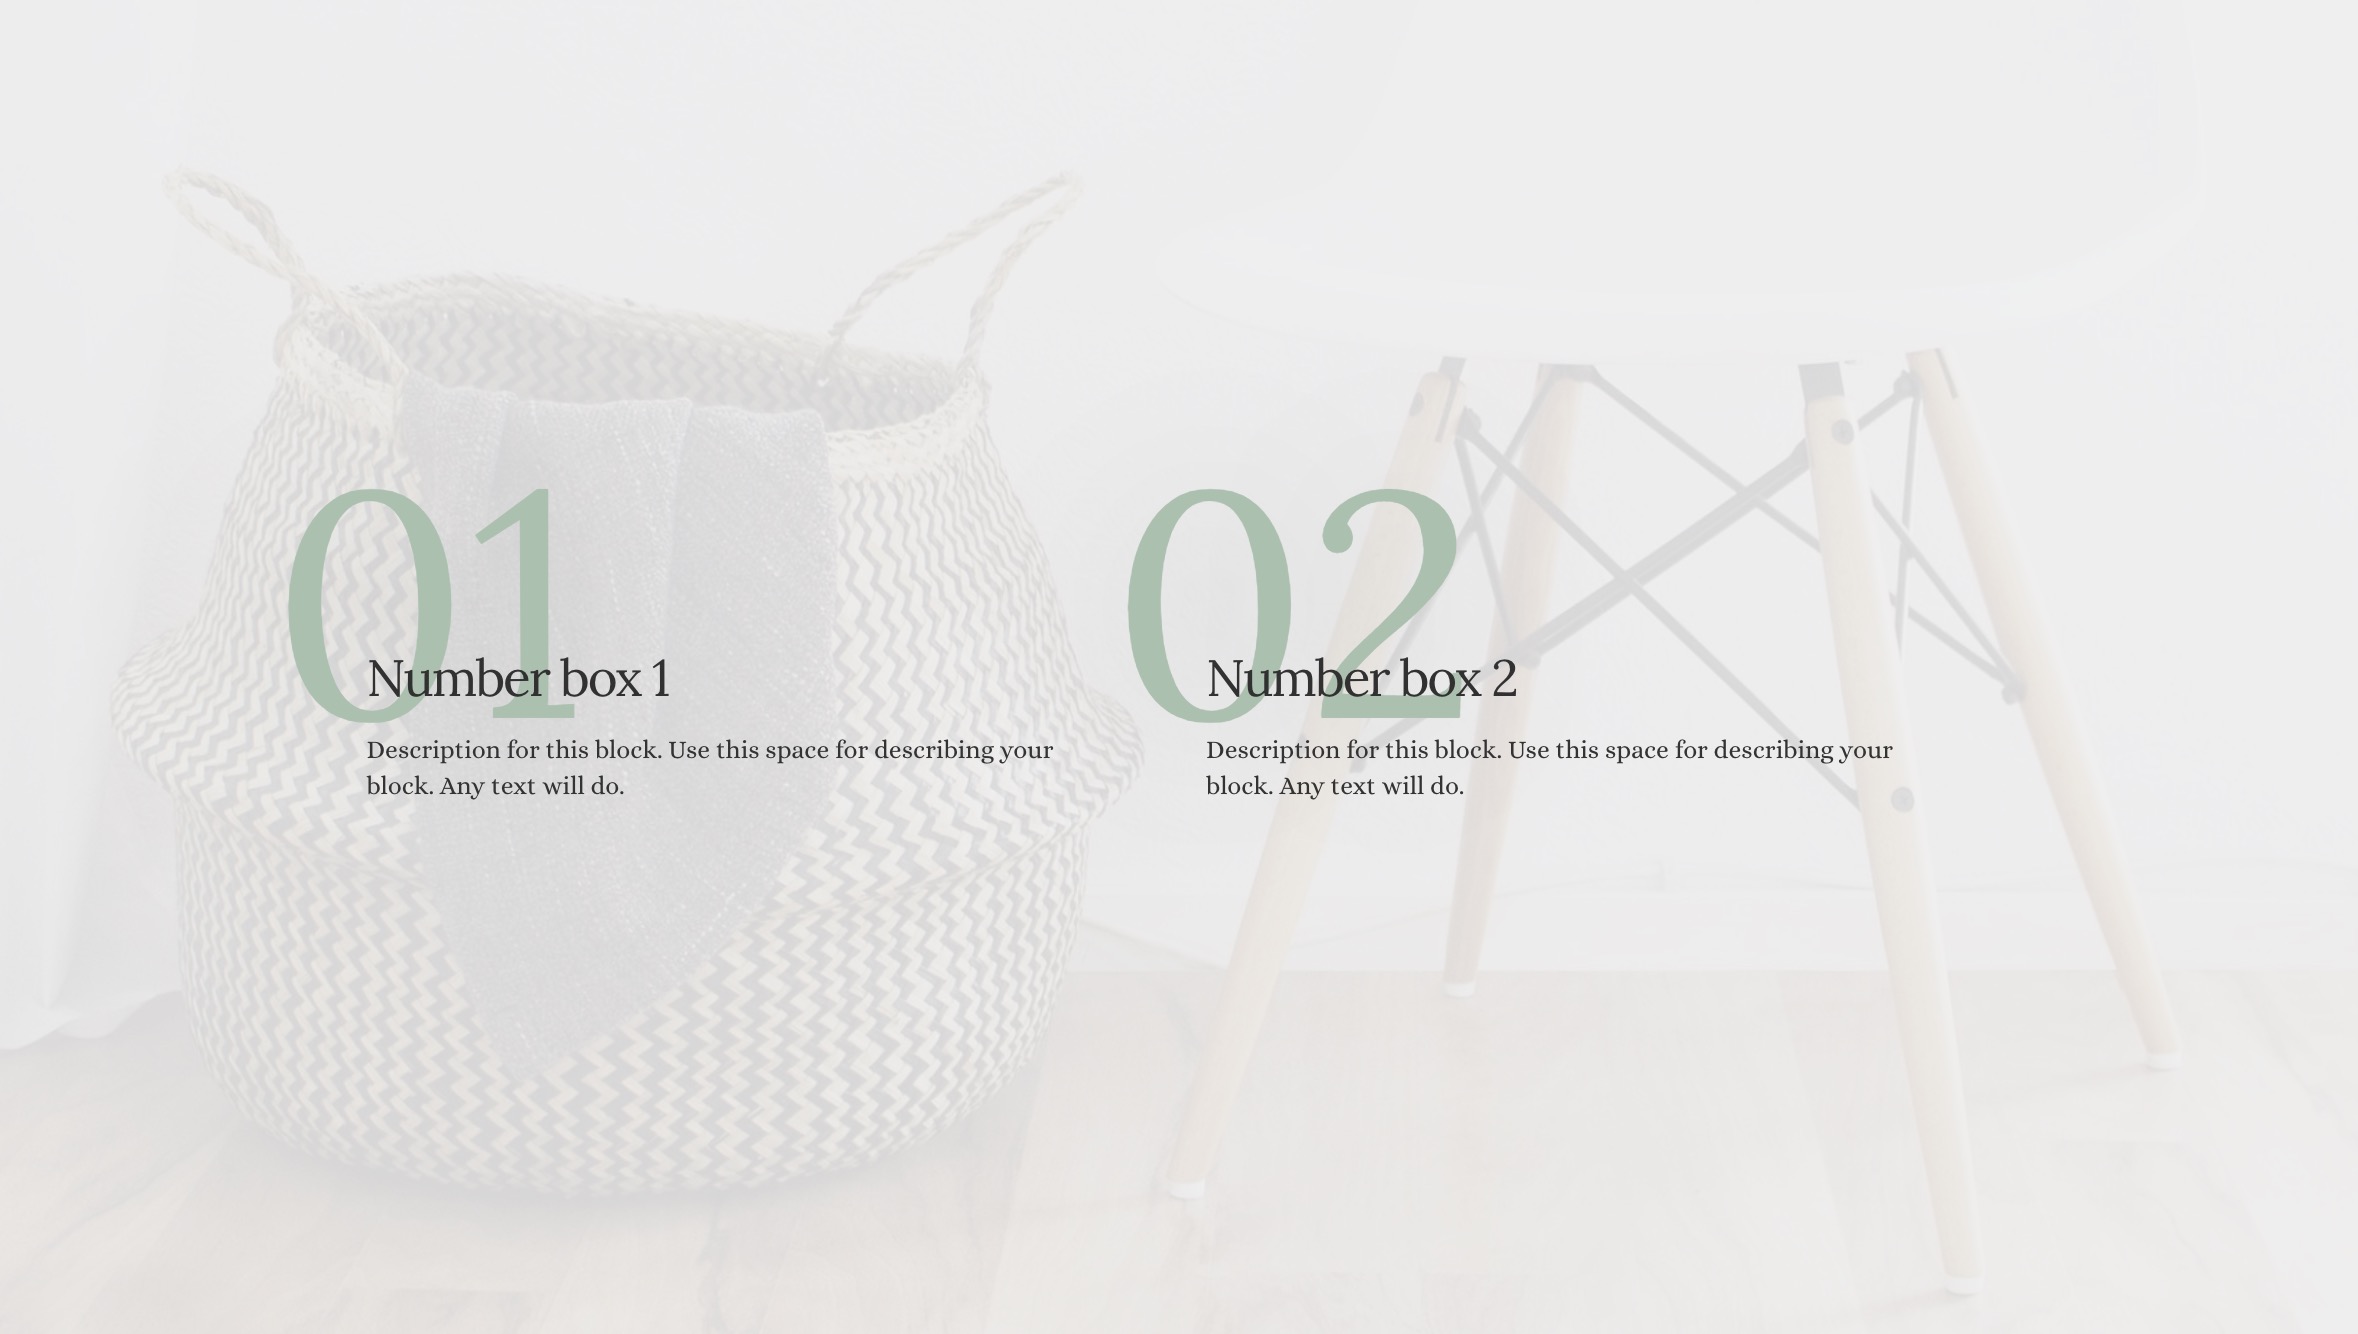 01
Number box 1
Description for this block. Use this space for describing your
block. Any text will do.
02
Number box 2
Description for this block. Use this space for describing your
block. Any text will do.